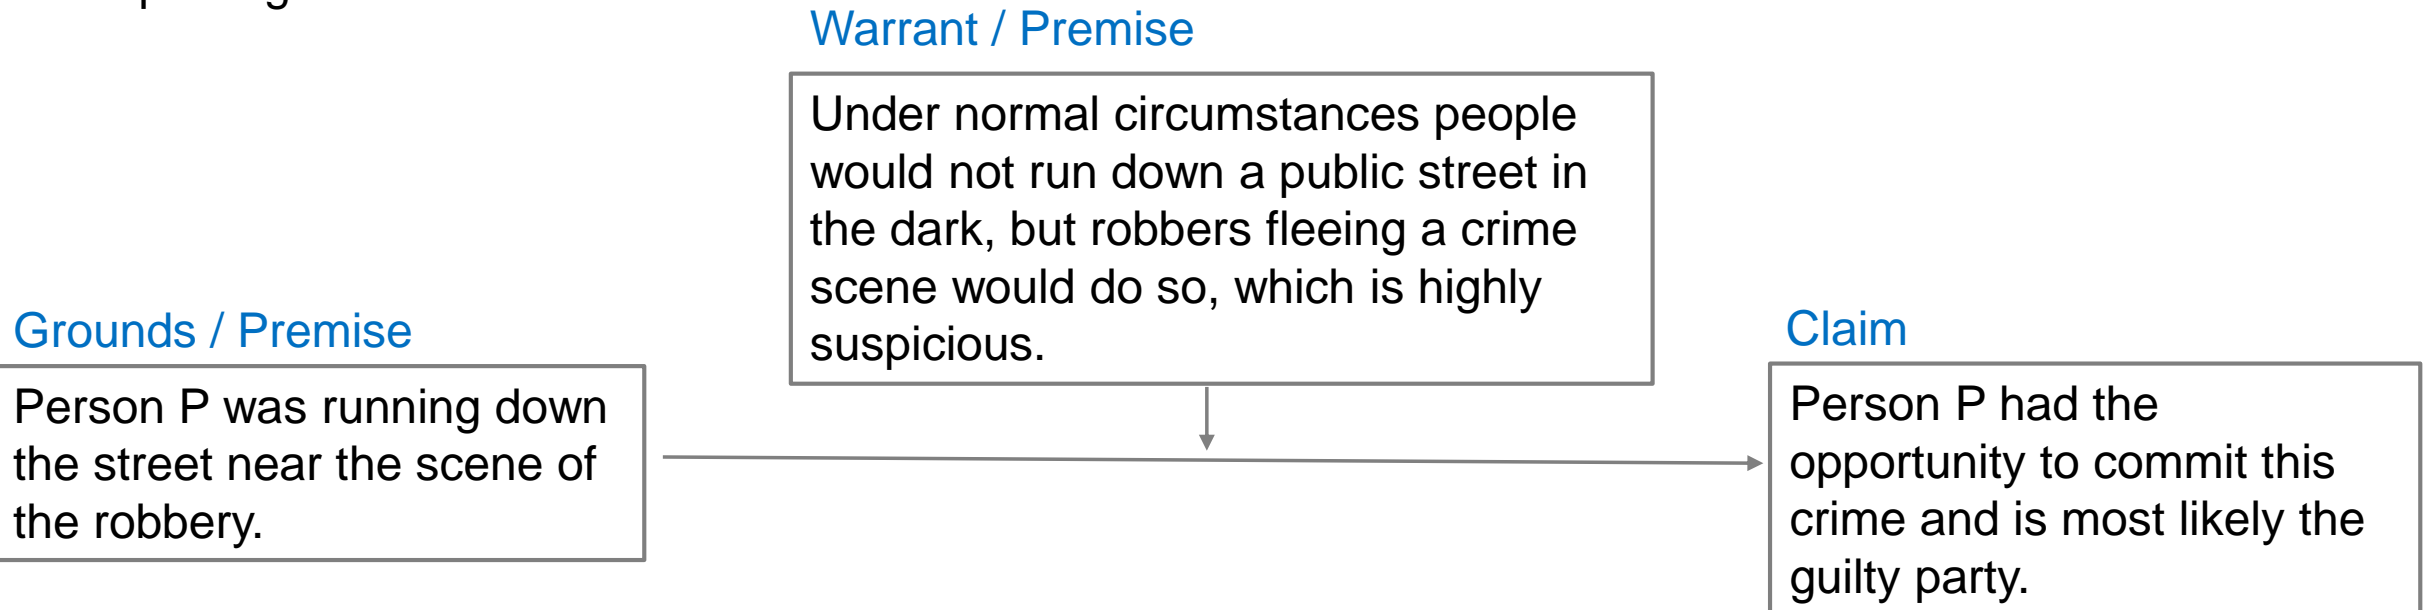 Warrant / Premise
Under normal circumstances people
would not run down a public street in
the dark, but robbers fleeing a crime
scene would do so, which is highly
suspicious.
Grounds / Premise
Person P was running down
the street near the scene of
the robbery.
Claim
Person P had the
opportunity to commit this
crime and is most likely the
guilty party.